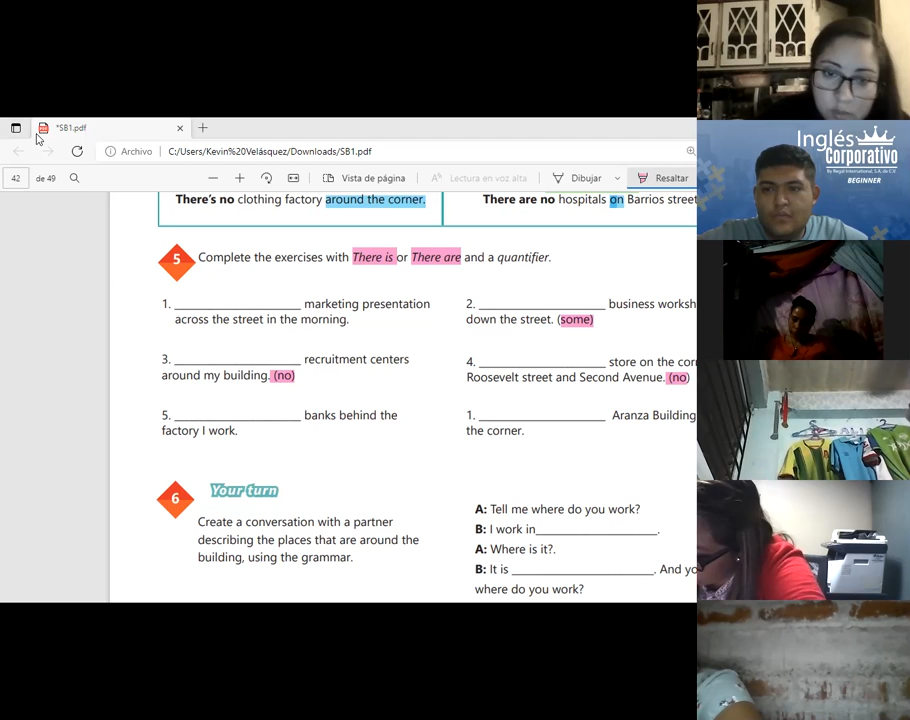 *SB1.pdf
Archivo C:/Users/Kevin%20Velásquez/Downloads/SB1.pdf
42 de 49 Vista de página Lectura en voz alta Dibujar Resaltar
There's no clothing factory around the corner.
There are no hospitals on Barrios street
5 Complete the exercises with There is or There are and a quantifier.
1. ____________________ marketing presentation
across the street in the morning.
2. ____________________ business worksh
down the street. (some)
3. ____________________ recruitment centers
around my building. (no)
4. ____________________ store on the corn
Roosevelt street and Second Avenue. (no)
5. ____________________ banks behind the
factory I work.
1. ____________________ Aranza Building
the corner.
6 Your turn
Create a conversation with a partner
describing the places that are around the
building, using the grammar.
A: Tell me where do you work?
B: I work in___________________.
A: Where is it?.
B: It is ______________________. And yo
where do you work?
Inglés
Corporativo
By Regal International, S.A. de C.V.
BEGINNER